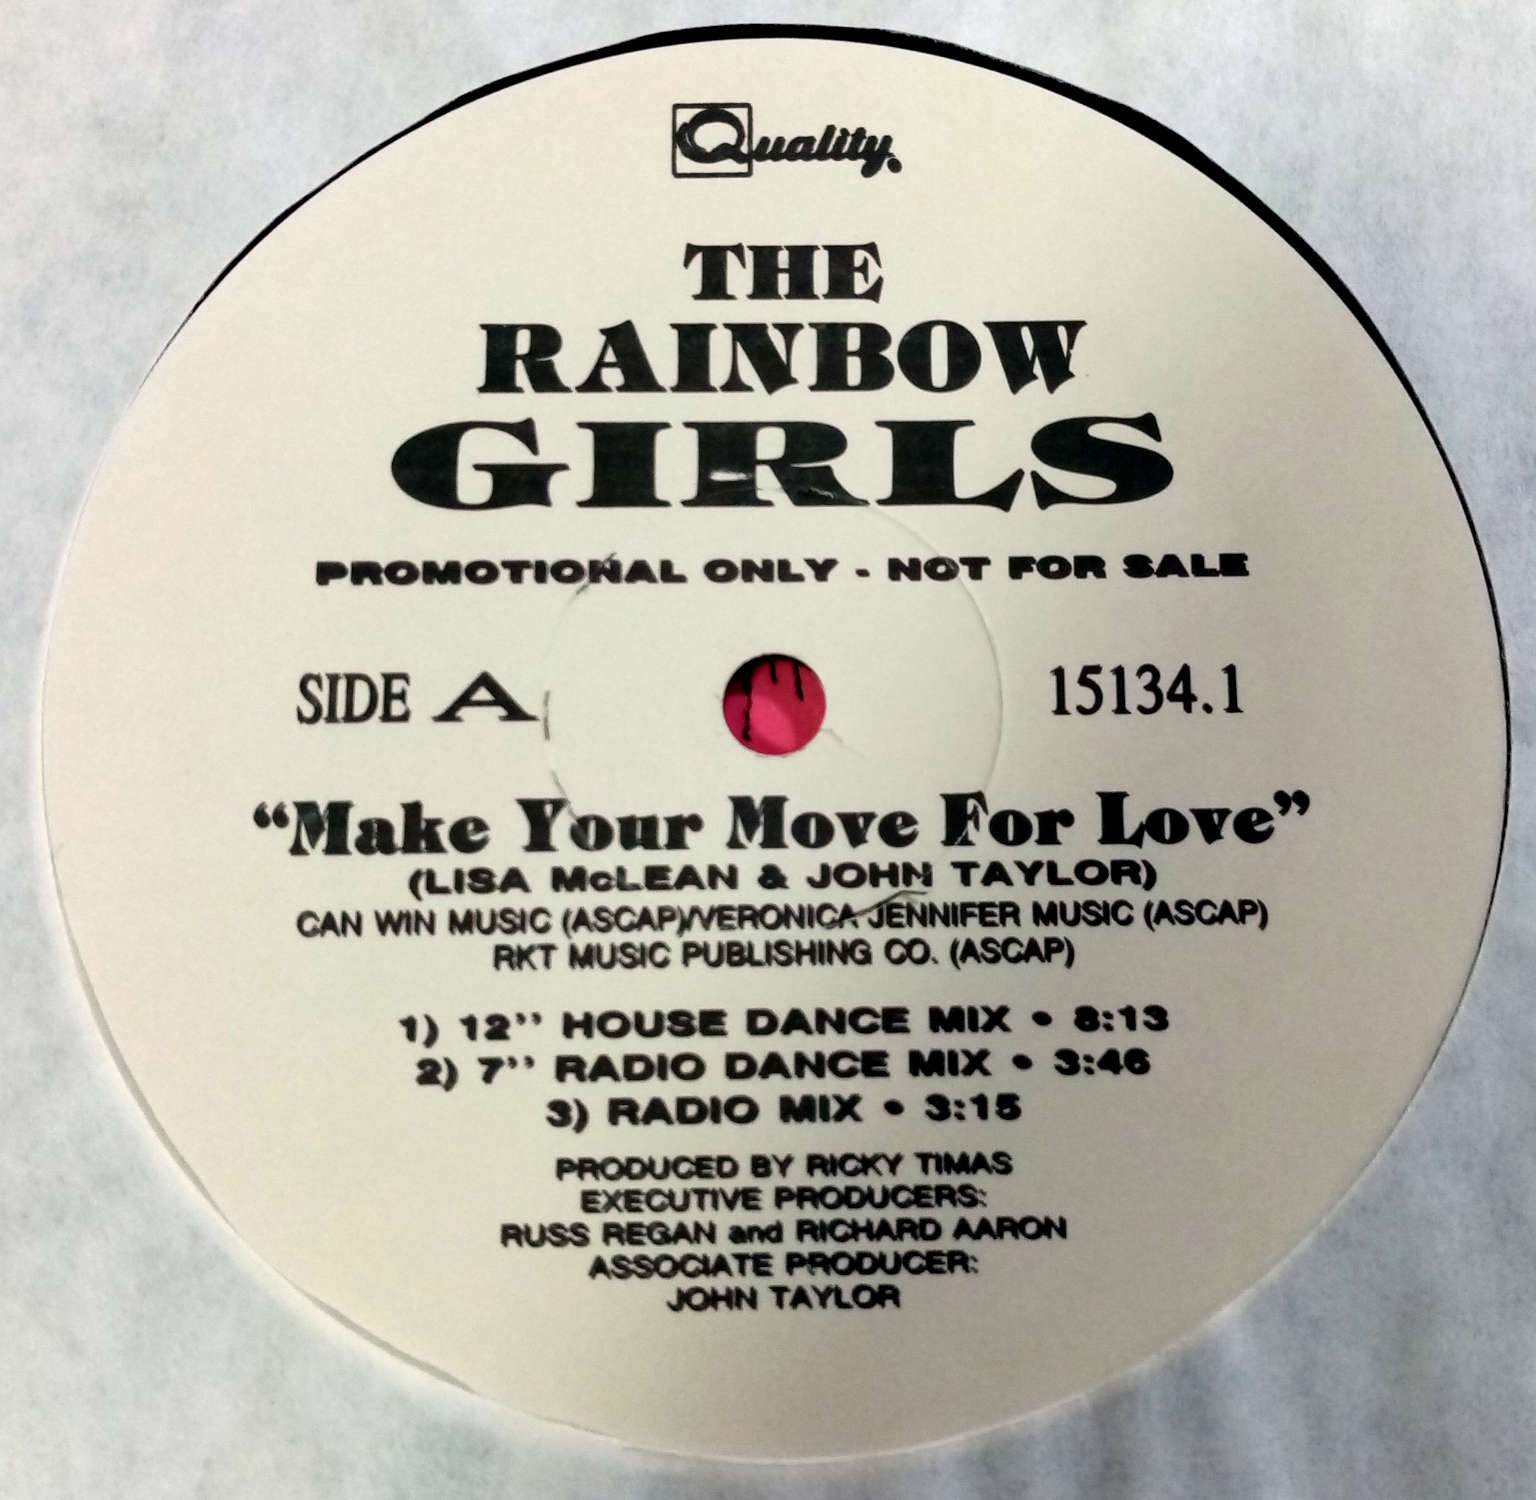 Quality.
THE
RAINBOW
GIRLS
PROMOTIONAL ONLY - NOT FOR SALE
SIDE A 15134.1
“Make Your Move For Love”
(LISA McLEAN & JOHN TAYLOR)
CAN WIN MUSIC (ASCAP)/VERONICA JENNIFER MUSIC (ASCAP)
RKT MUSIC PUBLISHING CO. (ASCAP)
1) 12’’ HOUSE DANCE MIX • 8:13
2) 7’’ RADIO DANCE MIX • 3:46
3) RADIO MIX • 3:15
PRODUCED BY RICKY TIMAS
EXECUTIVE PRODUCERS:
RUSS REGAN and RICHARD AARON
ASSOCIATE PRODUCER:
JOHN TAYLOR